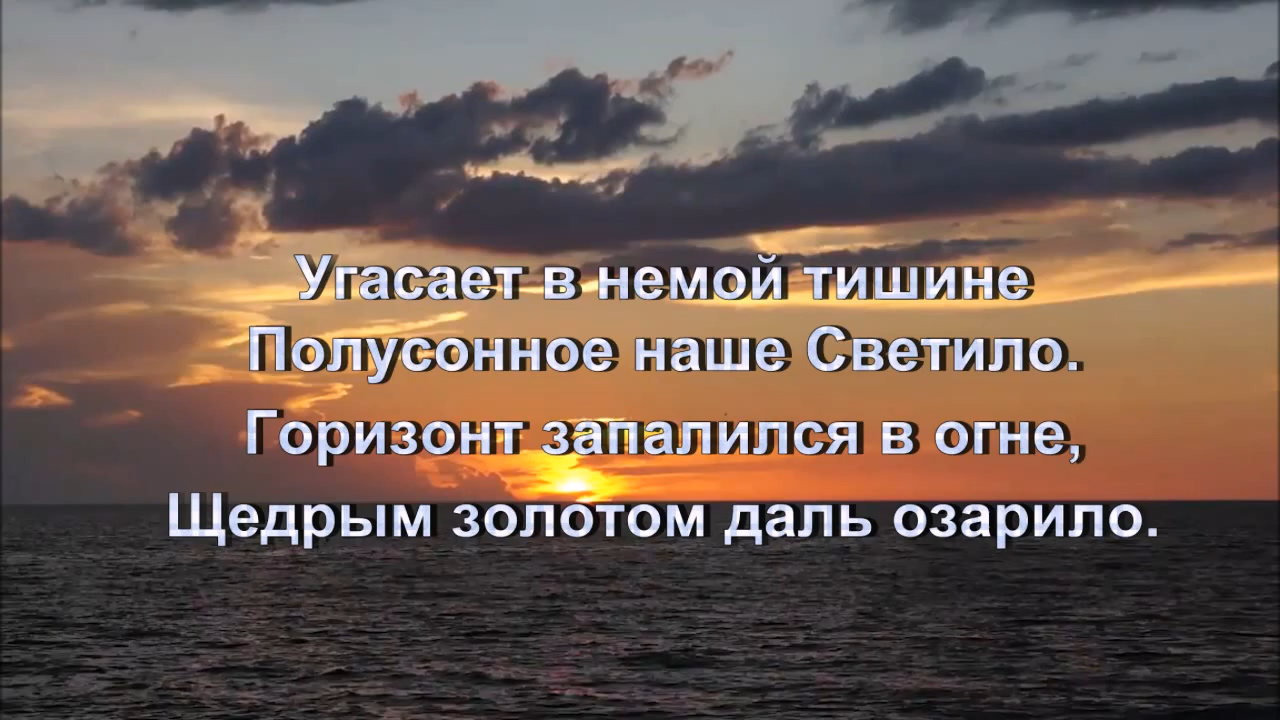 Угасает в немой тишине
Полусонное наше Светило.
Горизонт запалился в огне,
Щедрым золотом даль озарило.